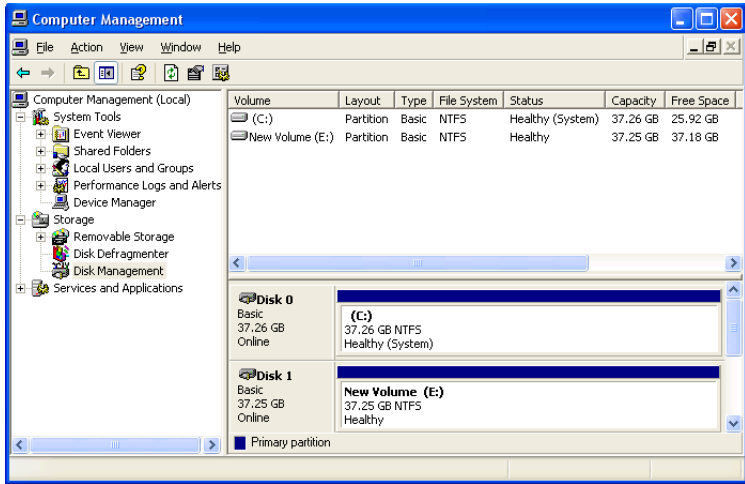 Computer Management
File Action View Window Help
Computer Management (Local)
System Tools
Event Viewer
Shared Folders
Local Users and Groups
Performance Logs and Alerts
Device Manager
Storage
Removable Storage
Disk Defragmenter
Disk Management
Services and Applications
Volume Layout Type File System Status Capacity Free Space
(C:) Partition Basic NTFS Healthy (System) 37.26 GB 25.92 GB
New Volume (E:) Partition Basic NTFS Healthy 37.25 GB 37.18 GB
Disk 0
Basic
37.26 GB
Online
(C:)
37.26 GB NTFS
Healthy (System)
Disk 1
Basic
37.25 GB
Online
New Volume (E:)
37.25 GB NTFS
Healthy
Primary partition